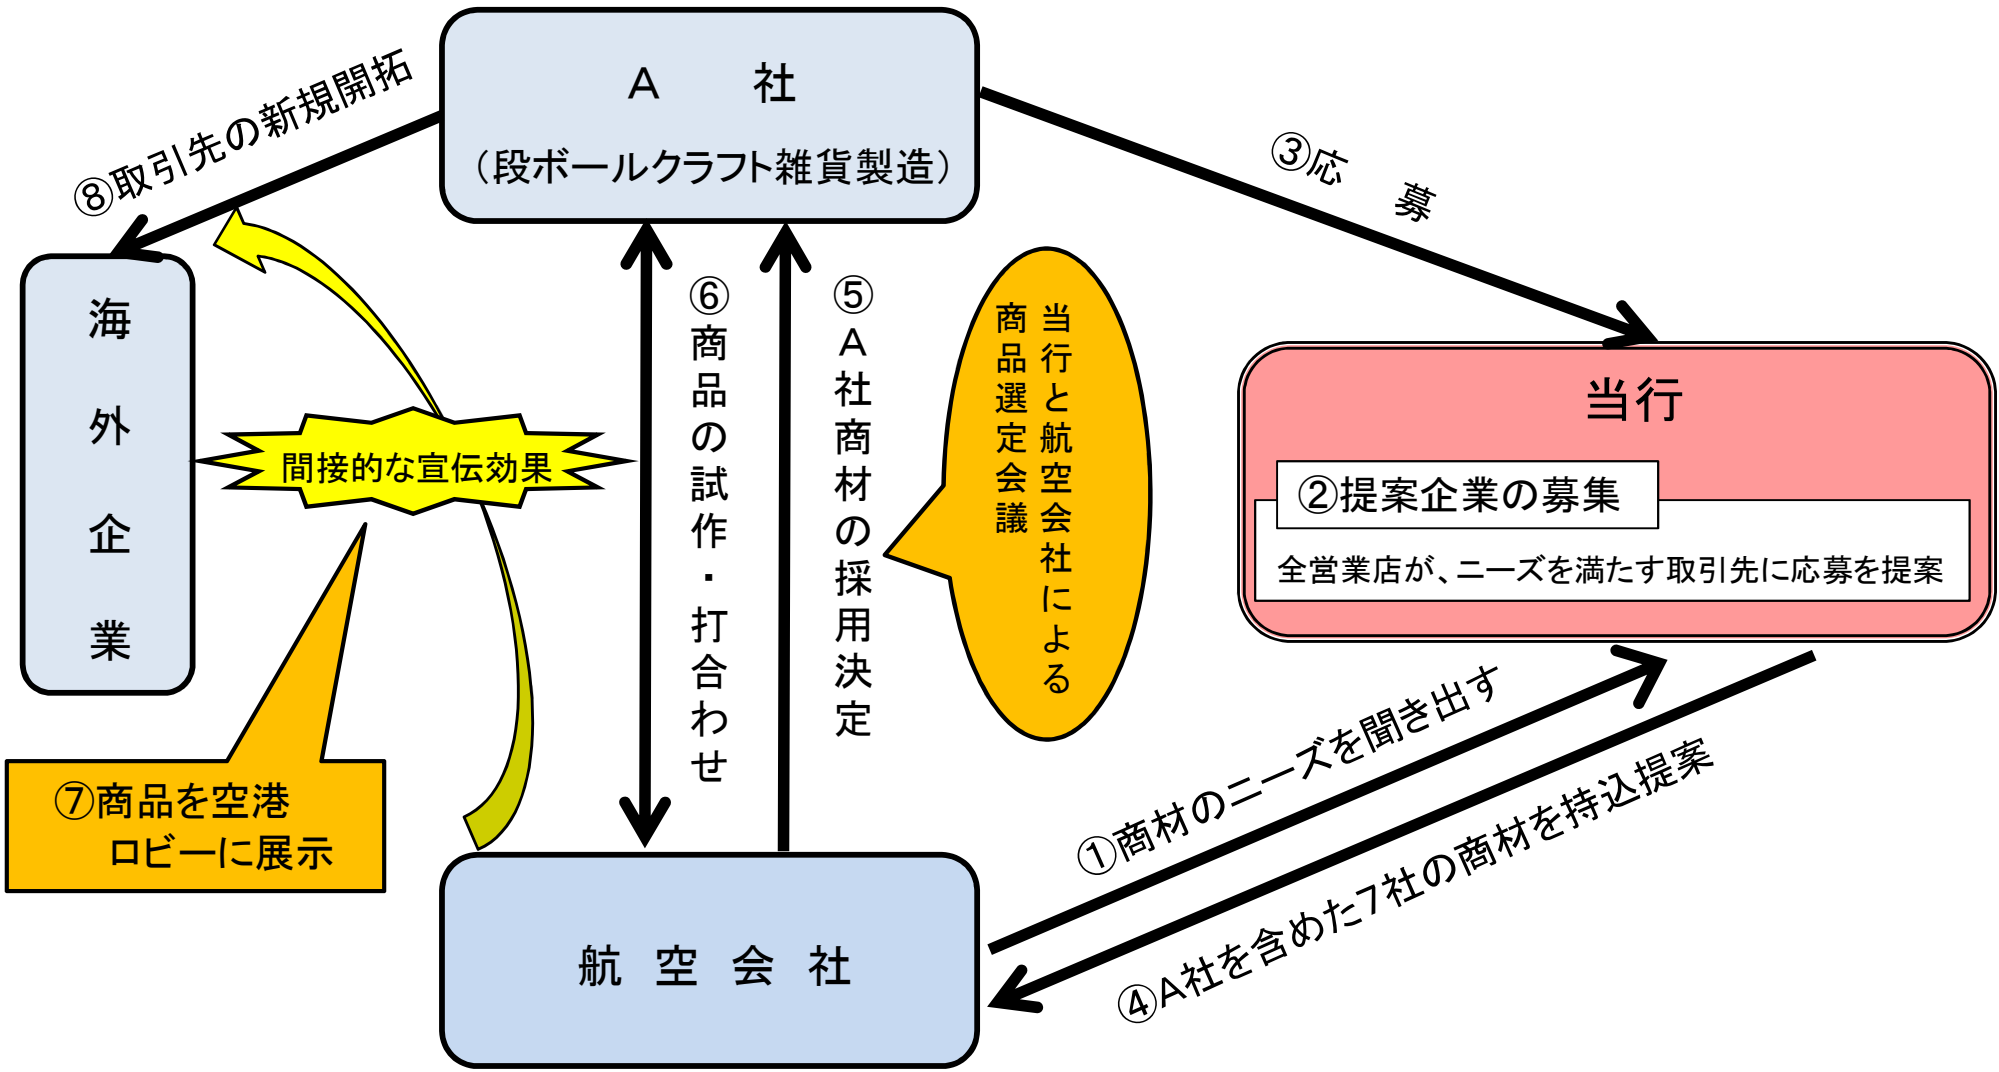 A 社
（段ボールクラフト雑貨製造）
⑧取引先の新規開拓
③応 募
海外企業
⑥商品の試作・打合わせ
⑤A社商材の採用決定
当行と航空会社による
商品選定会議
当行
②提案企業の募集
全営業店が、ニーズを満たす取引先に応募を提案
間接的な宣伝効果
⑦商品を空港
ロビーに展示
①商材のニーズを聞き出す
④A社を含めた7社の商材を持込提案
航空会社